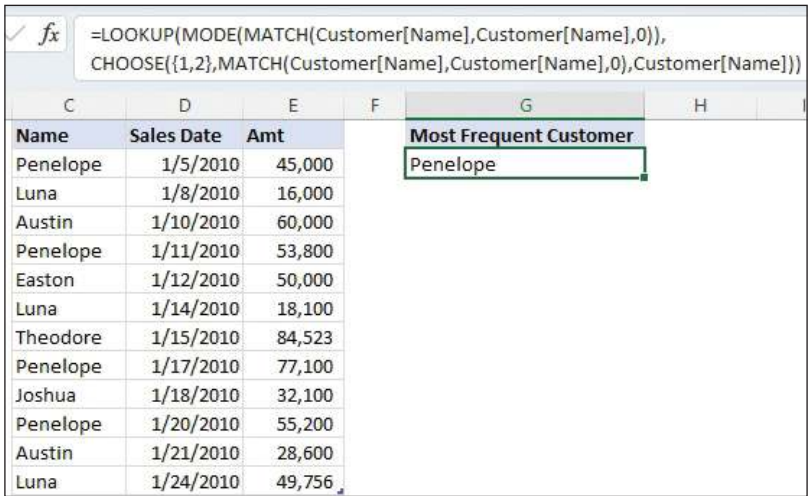 fx =LOOKUP(MODE(MATCH(Customer[Name],Customer[Name],0)),
CHOOSE({1,2},MATCH(Customer[Name],Customer[Name],0),Customer[Name]))
C D E F G H
Name Sales Date Amt Most Frequent Customer
Penelope 1/5/2010 45,000 Penelope
Luna 1/8/2010 16,000
Austin 1/10/2010 60,000
Penelope 1/11/2010 53,800
Easton 1/12/2010 50,000
Luna 1/14/2010 18,100
Theodore 1/15/2010 84,523
Penelope 1/17/2010 77,100
Joshua 1/18/2010 32,100
Penelope 1/20/2010 55,200
Austin 1/21/2010 28,600
Luna 1/24/2010 49,756